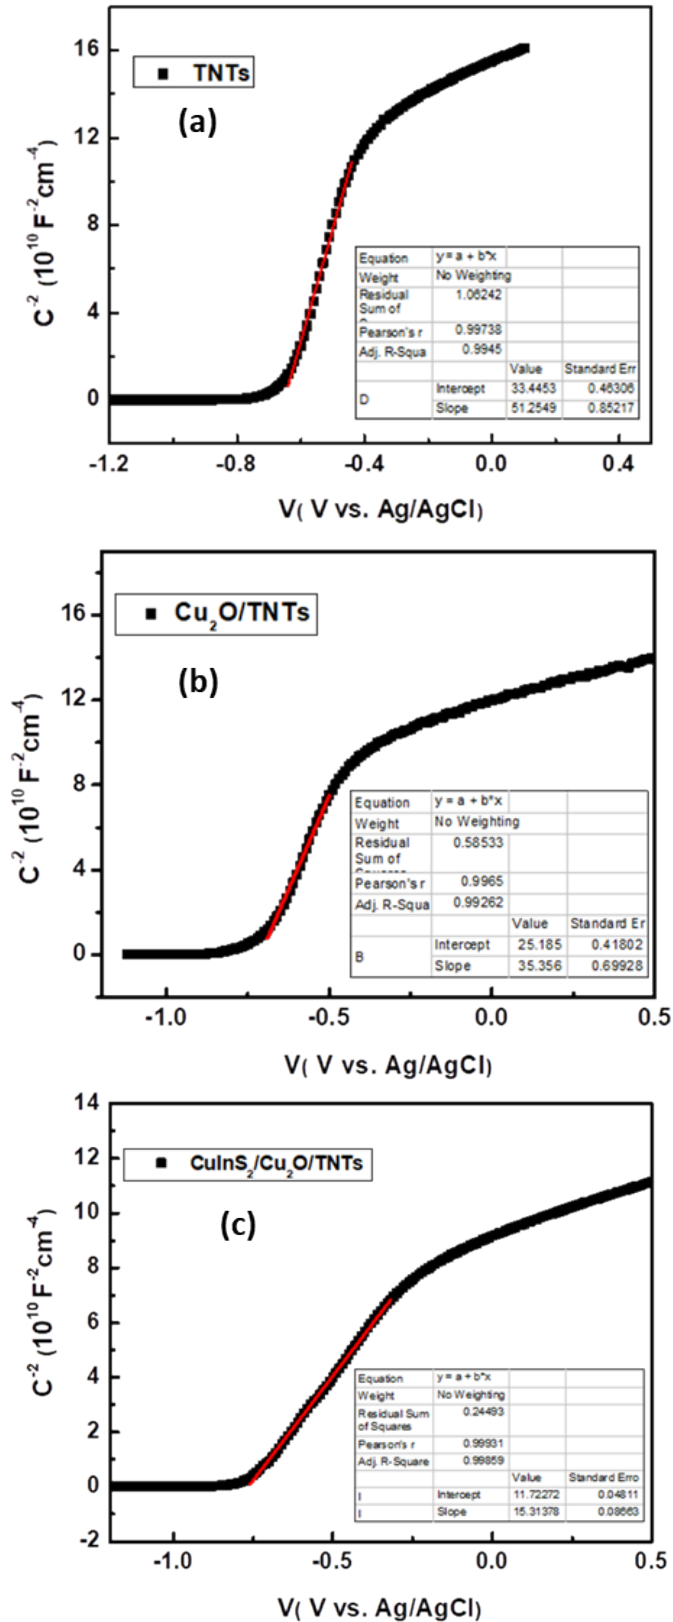 16
12
8
4
0
C⁻² (10¹⁰ F⁻²cm⁻⁴)
TNTs
(a)
Equation y = a + b*x
Weight No Weighting
Residual 1.06242
Sum of
Pearson's r 0.99738
Adj. R-Squa 0.9945
Value Standard Err
D Intercept 33.4453 0.46306
Slope 51.2549 0.85217
-1.2 -0.8 -0.4 0.0 0.4
V( V vs. Ag/AgCl)
16
12
8
4
0
C⁻² (10¹⁰ F⁻²cm⁻⁴)
Cu₂O/TNTs
(b)
Equation y = a + b*x
Weight No Weighting
Residual 0.58533
Sum of
Pearson's r 0.9965
Adj. R-Squa 0.99262
Value Standard Er
B Intercept 25.185 0.41802
Slope 35.356 0.69928
-1.0 -0.5 0.0 0.5
V( V vs. Ag/AgCl)
14
12
10
8
6
4
2
0
-2
C⁻² (10¹⁰ F⁻²cm⁻⁴)
CuInS₂/Cu₂O/TNTs
(c)
Equation y = a + b*x
Weight No Weighting
Residual Sum 0.24493
of Squares
Pearson's r 0.99931
Adj. R-Square 0.99859
Value Standard Erro
I Intercept 11.72272 0.04811
I Slope 15.31378 0.08663
-1.0 -0.5 0.0 0.5
V( V vs. Ag/AgCl)